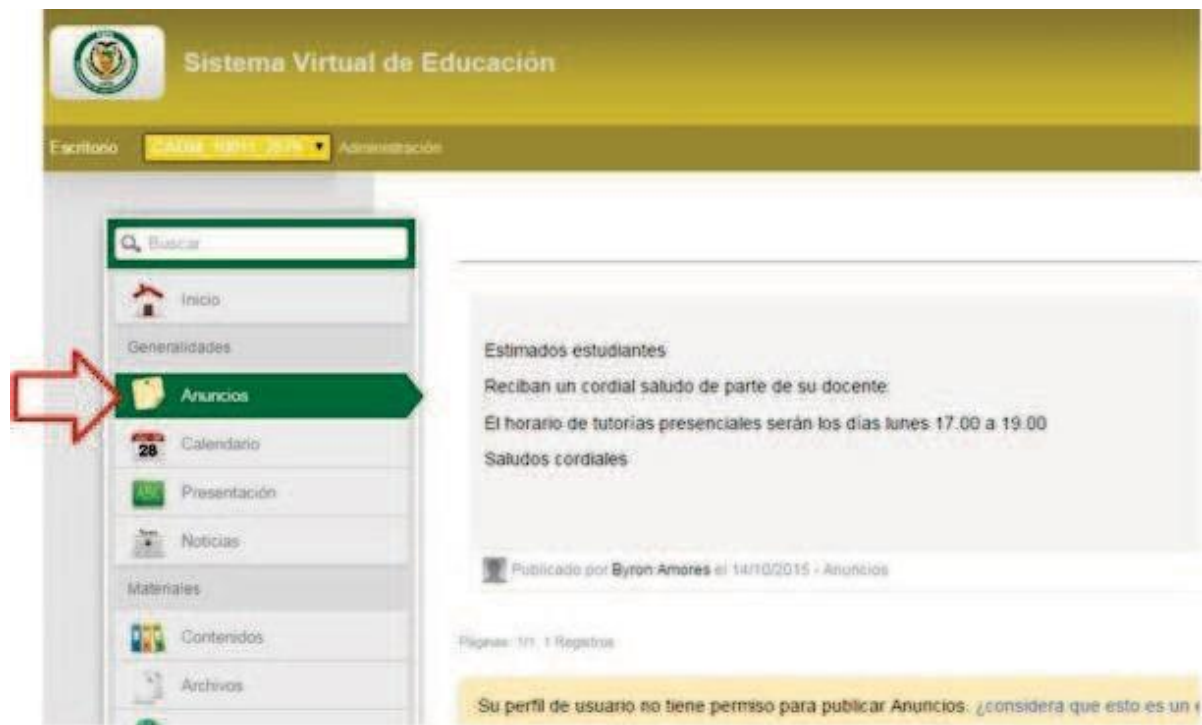 Sistema Virtual de Educación
Escritorio
Administración
Buscar
Inicio
Generalidades
Anuncios
28
Calendario
ABC
Presentación
Noticias
Materiales
Contenidos
Archivos
Estimados estudiantes
Reciban un cordial saludo de parte de su docente
El horario de tutorías presenciales serán los días lunes 17.00 a 19.00
Saludos cordiales
Publicado por Byron Amores el 14/10/2015 - Anuncios
Páginas: 1/1, 1 Registros
Su perfil de usuario no tiene permiso para publicar Anuncios. ¿considera que esto es un